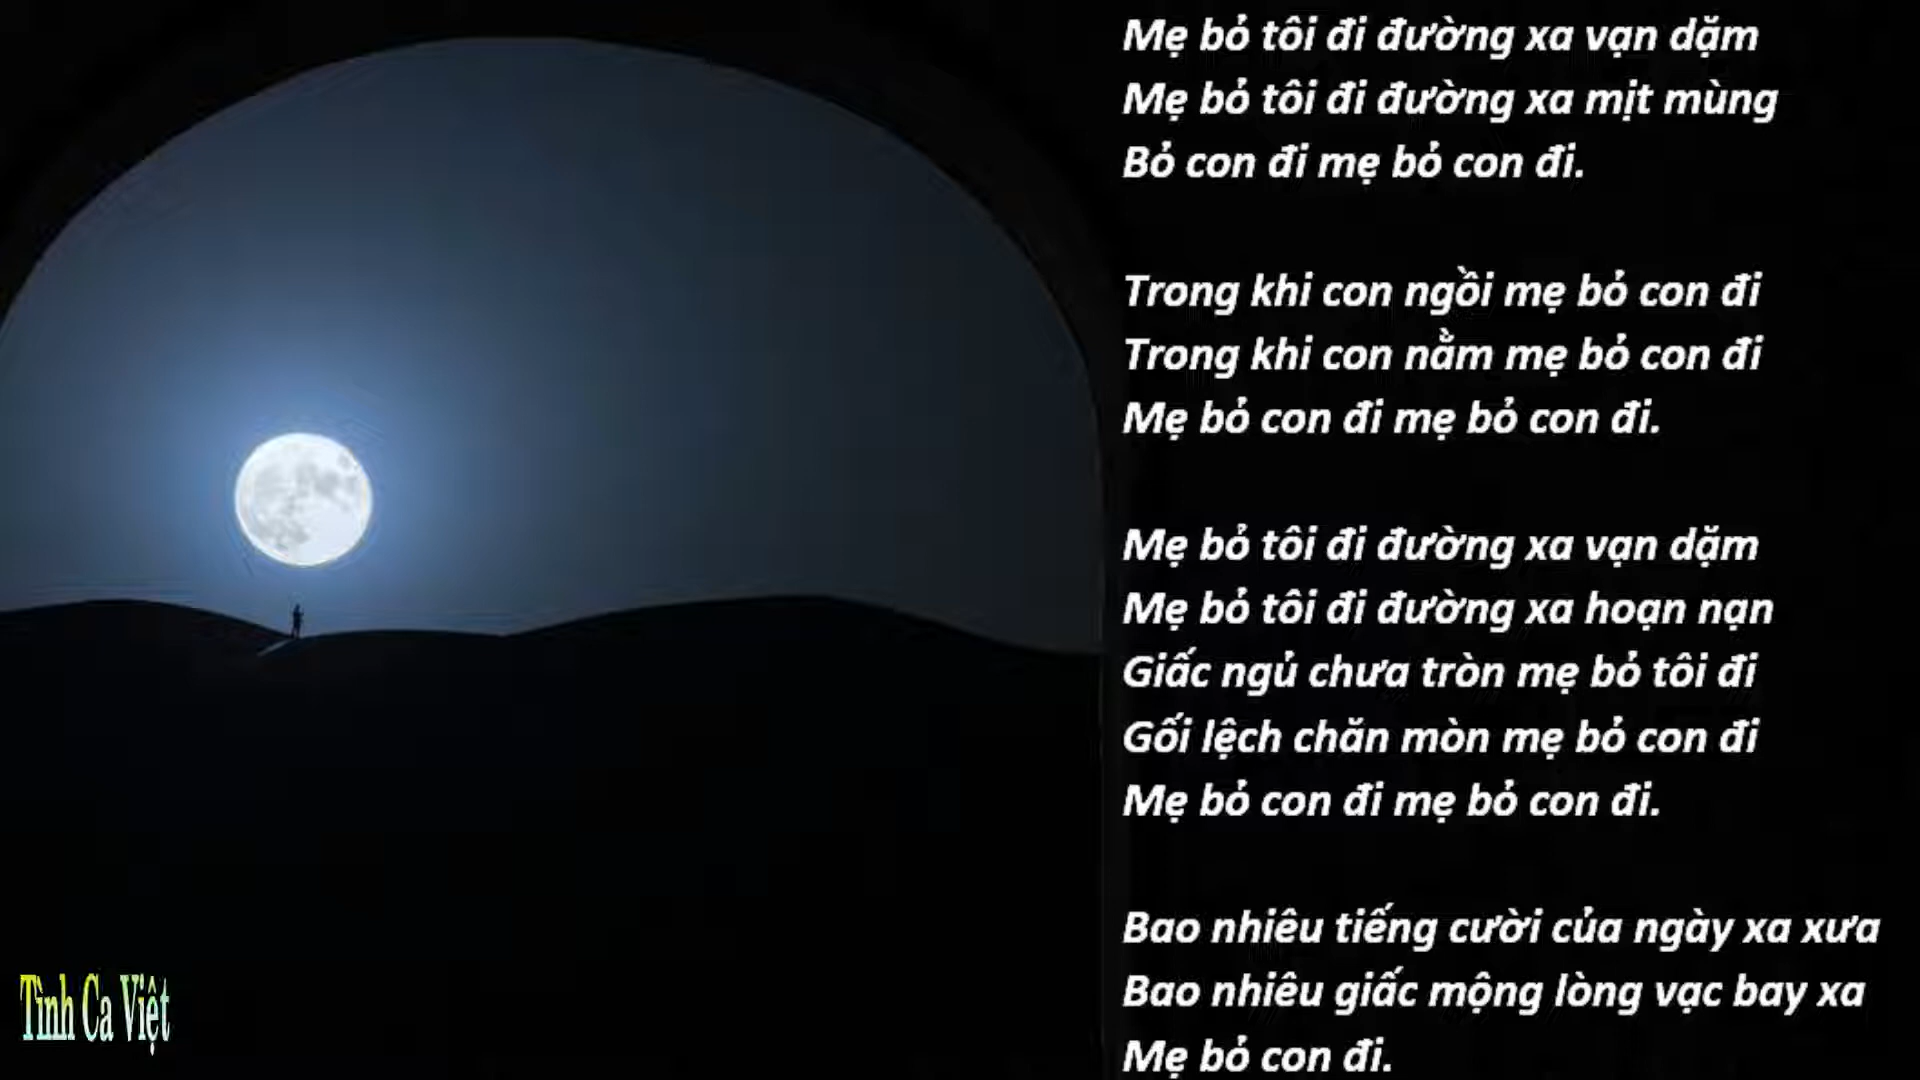 Mẹ bỏ tôi đi đường xa vạn dặm
Mẹ bỏ tôi đi đường xa mịt mùng
Bỏ con đi mẹ bỏ con đi.
Trong khi con ngồi mẹ bỏ con đi
Trong khi con nằm mẹ bỏ con đi
Mẹ bỏ con đi mẹ bỏ con đi.
Mẹ bỏ tôi đi đường xa vạn dặm
Mẹ bỏ tôi đi đường xa hoạn nạn
Giấc ngủ chưa tròn mẹ bỏ tôi đi
Gối lệch chăn mòn mẹ bỏ con đi
Mẹ bỏ con đi mẹ bỏ con đi.
Bao nhiêu tiếng cười của ngày xa xưa
Bao nhiêu giấc mộng lòng vạc bay xa
Mẹ bỏ con đi.
Tình Ca Việt